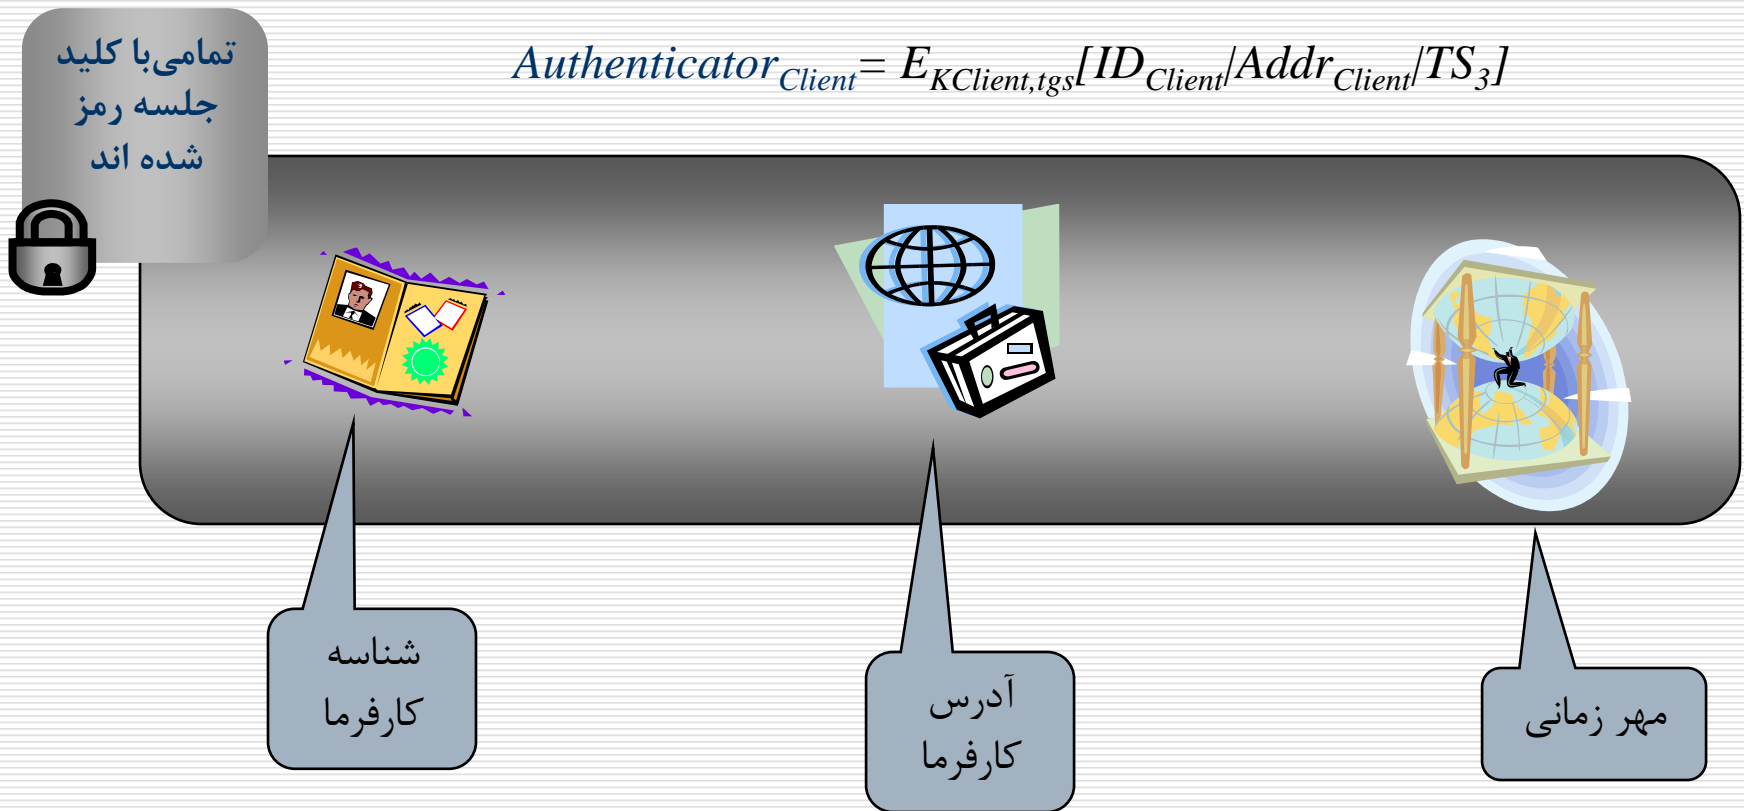 تمامی‌با کلید
جلسه رمز
شده اند
Authenticator_Client = E_KClient,tgs[ID_Client/Addr_Client/TS_3]
شناسه
کارفرما
آدرس
کارفرما
مهر زمانی